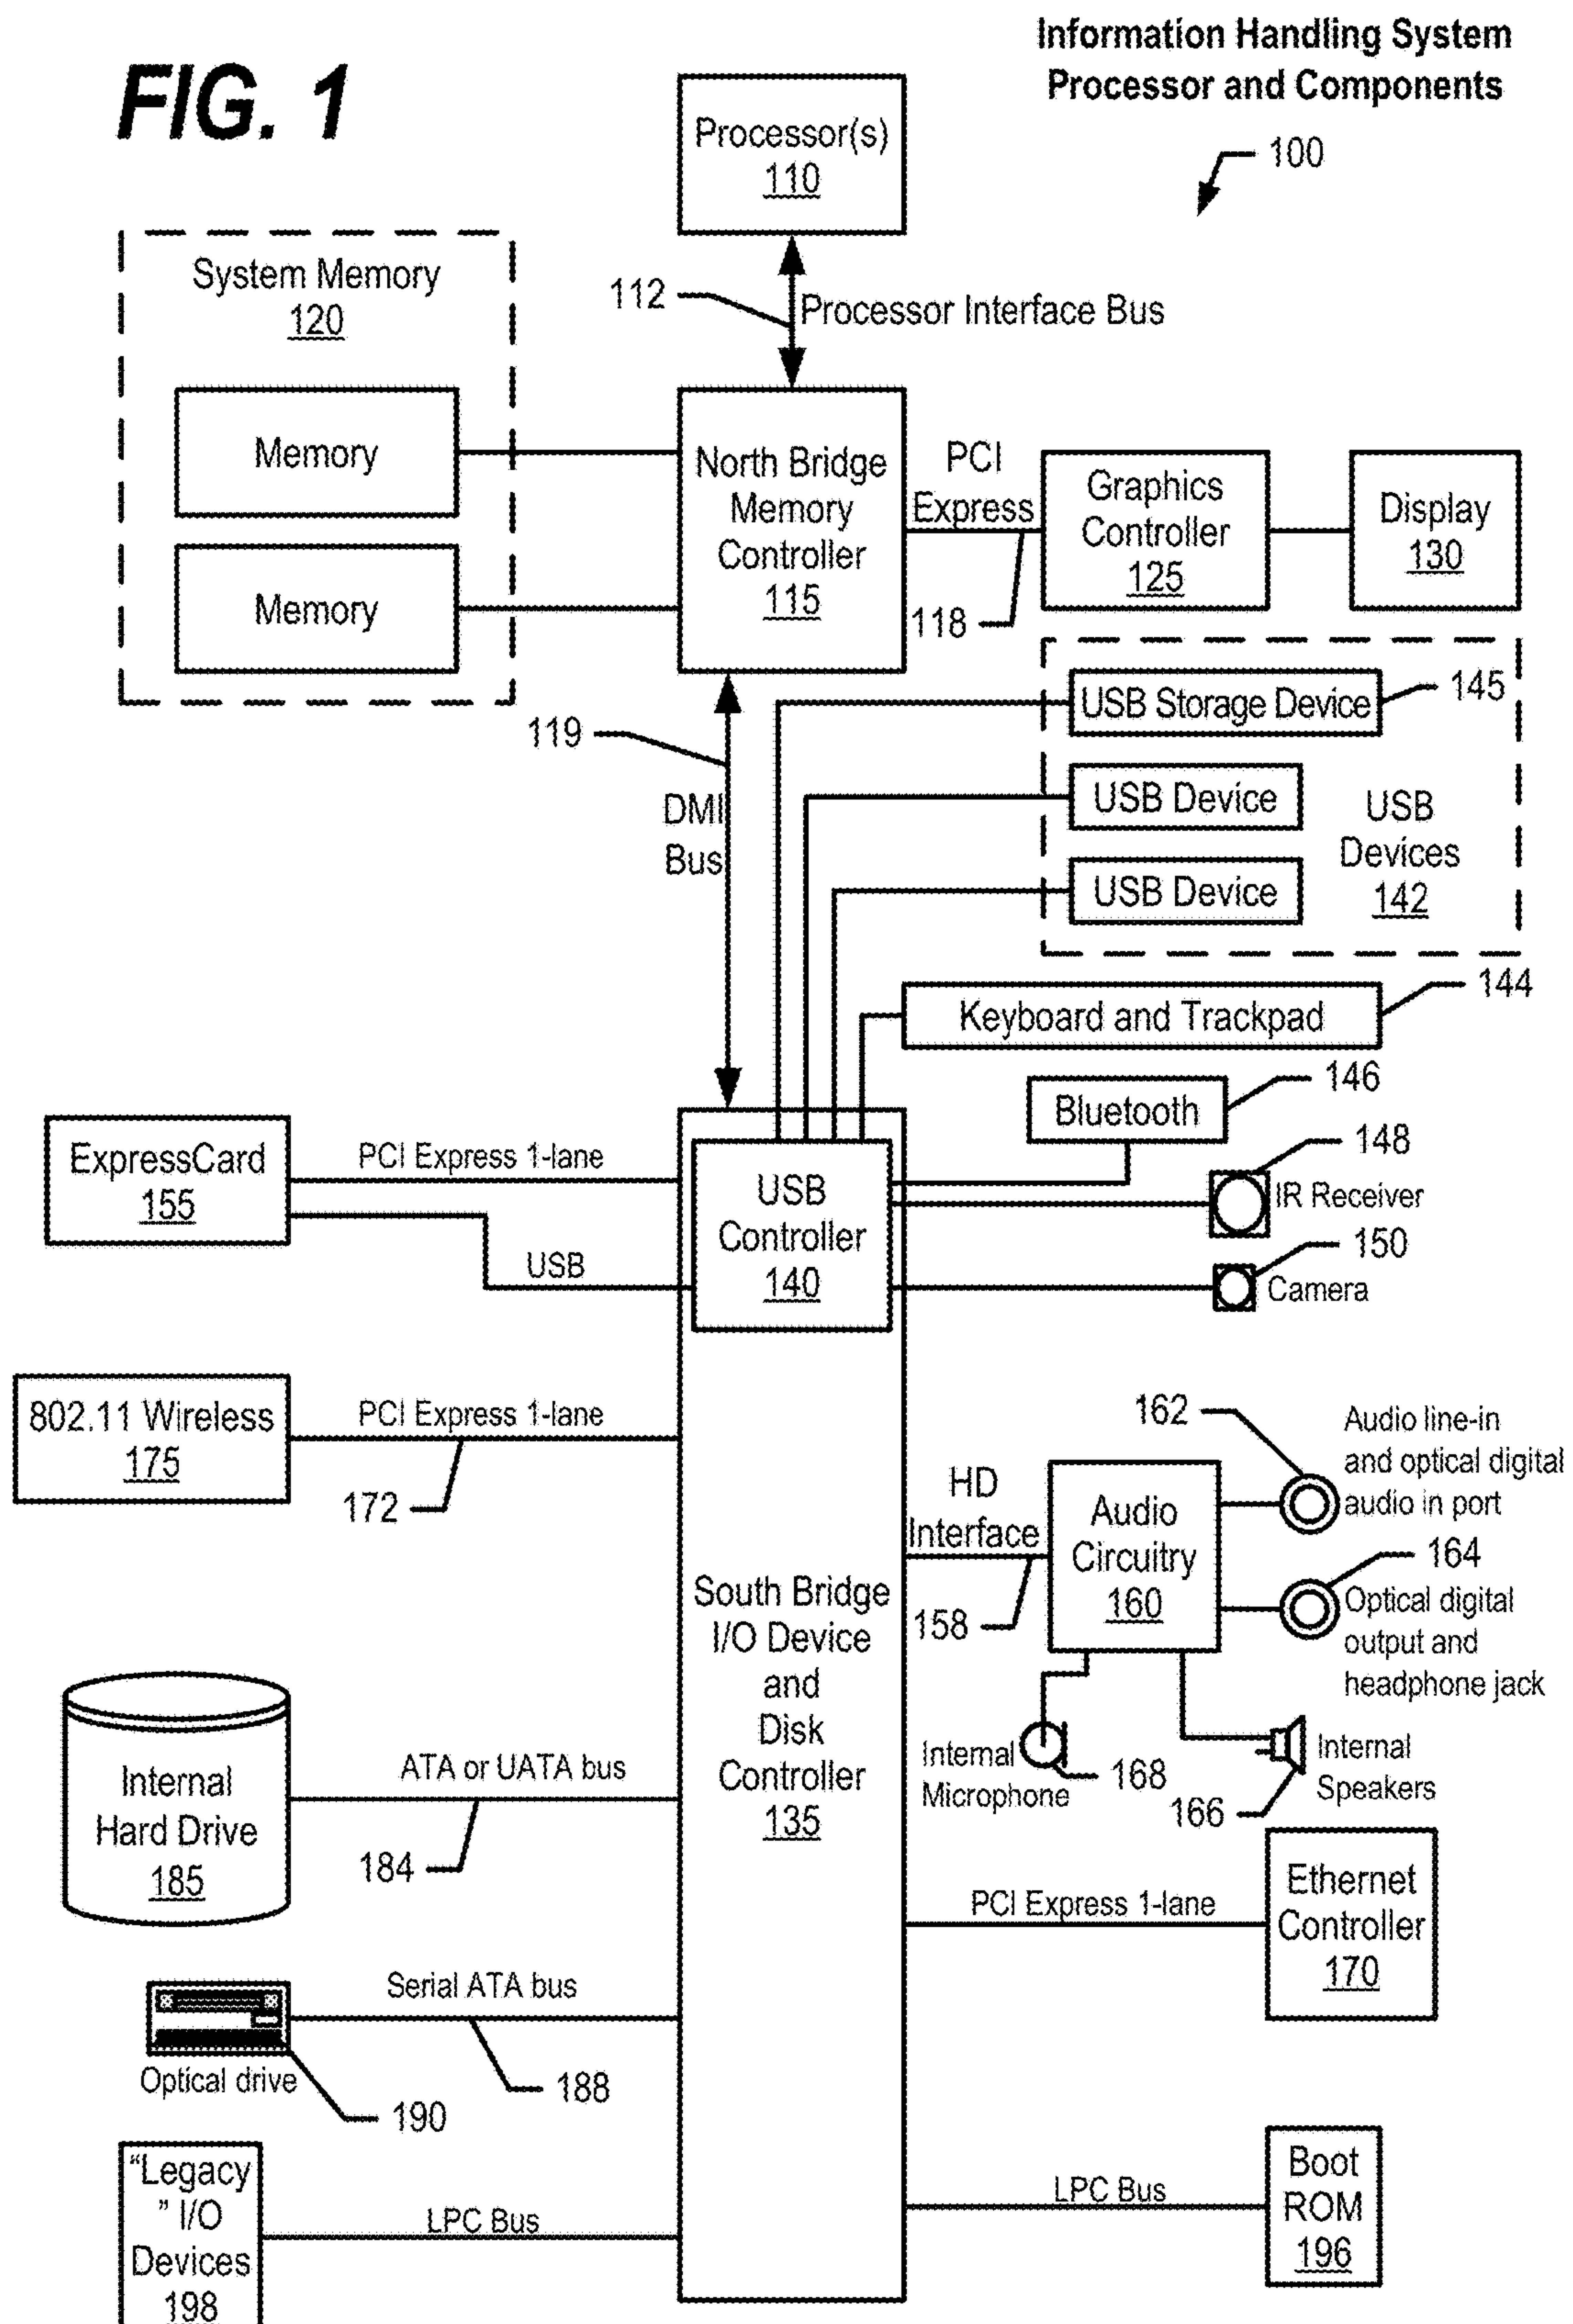 Information Handling System
Processor and Components
FIG. 1
100
Processor(s)
110
System Memory
120
112
Processor Interface Bus
Memory
Memory
North Bridge
Memory
Controller
115
PCI
Express
118
Graphics
Controller
125
Display
130
119
DMI
Bus
USB Storage Device
145
USB Device
USB Device
USB
Devices
142
Keyboard and Trackpad
144
Bluetooth
146
148
IR Receiver
150
Camera
ExpressCard
155
PCI Express 1-lane
USB
USB
Controller
140
802.11 Wireless
175
PCI Express 1-lane
172
162
Audio line-in
and optical digital
audio in port
HD
Interface
158
Audio
Circuitry
160
164
Optical digital
output and
headphone jack
South Bridge
I/O Device
and
Disk
Controller
135
Internal
Microphone
168
166
Internal
Speakers
Internal
Hard Drive
185
ATA or UATA bus
184
PCI Express 1-lane
Ethernet
Controller
170
Serial ATA bus
188
Optical drive
190
“Legacy
” I/O
Devices
198
LPC Bus
LPC Bus
Boot
ROM
196